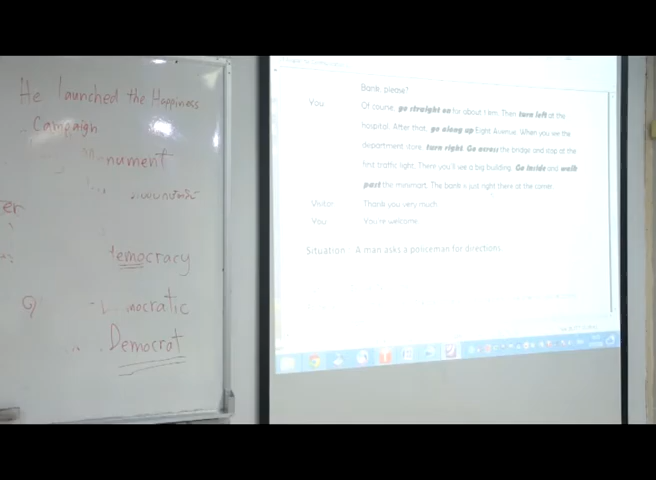 He launched the Happiness
Campaign
Monument
er
Democracy
mocratic
Democrat
Bank, please?
You: Of course, go straight on for about 1 km. Then turn left at the
hospital. After that, go along up Eight Avenue. When you see the
department store, turn right. Go across the bridge and stop at the
first traffic light. There you'll see a big building. Go inside and walk
past the minimart. The bank is just right there at the corner.
Visitor: Thank you very much.
You: You're welcome.
Situation: A man asks a policeman for directions.